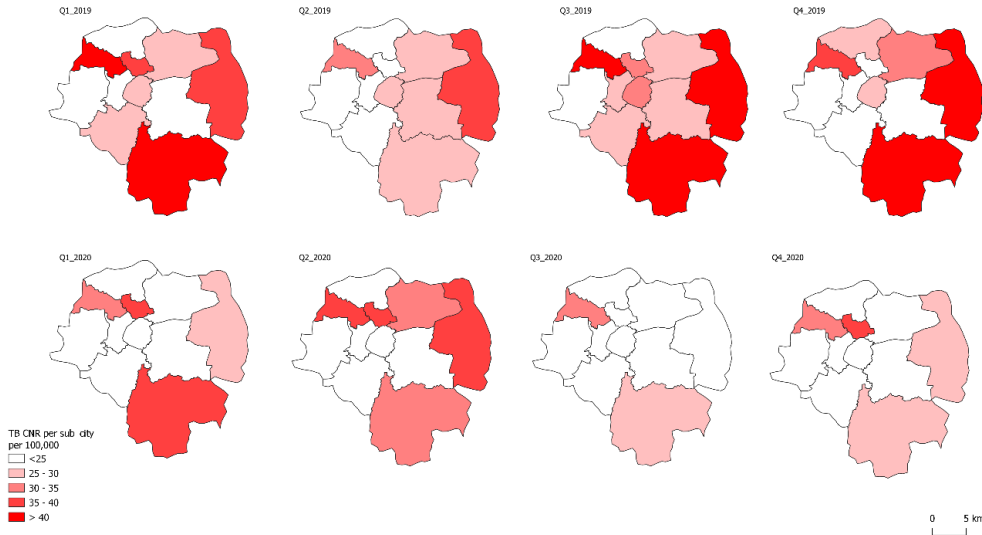 Q1_2019
Q2_2019
Q3_2019
Q4_2019
Q1_2020
Q2_2020
Q3_2020
Q4_2020
TB CNR per sub city
per 100,000
<25
25 - 30
30 - 35
35 - 40
> 40
0 5 km